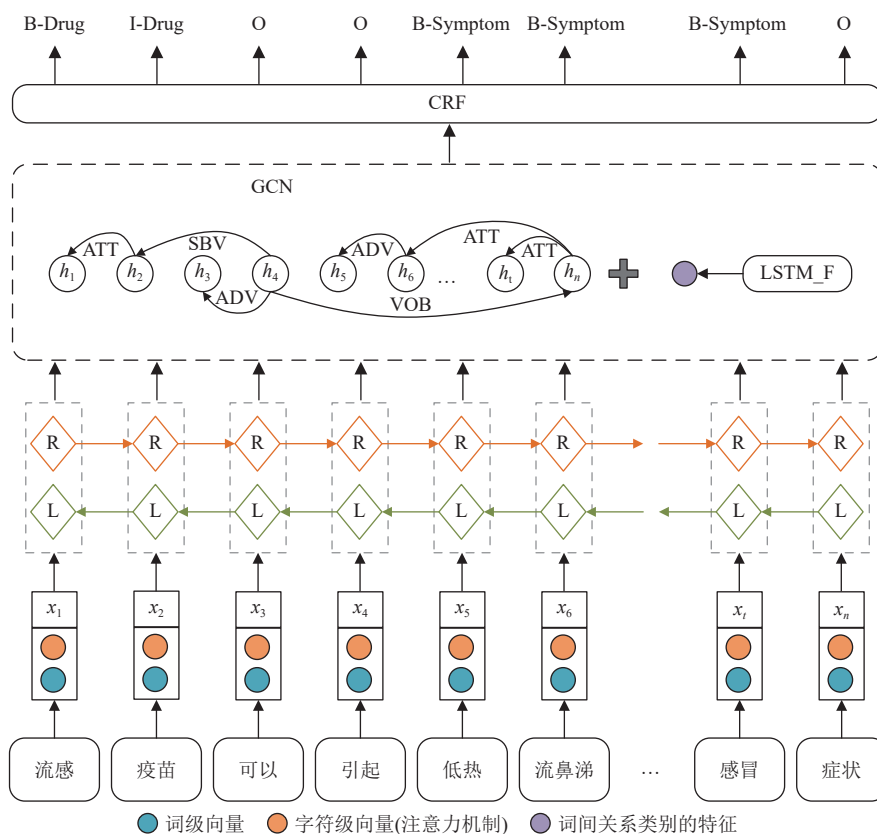 B-Drug I-Drug O O B-Symptom B-Symptom B-Symptom O
CRF
GCN
ATT SBV ADV ATT ATT
h1 h2 h3 h4 h5 h6 … ht hn LSTM_F
ADV VOB
R R R R R R R R
L L L L L L L L
x1 x2 x3 x4 x5 x6 xt xn
流感 疫苗 可以 引起 低热 流鼻涕 … 感冒 症状
词级向量 字符级向量(注意力机制) 词间关系类别的特征